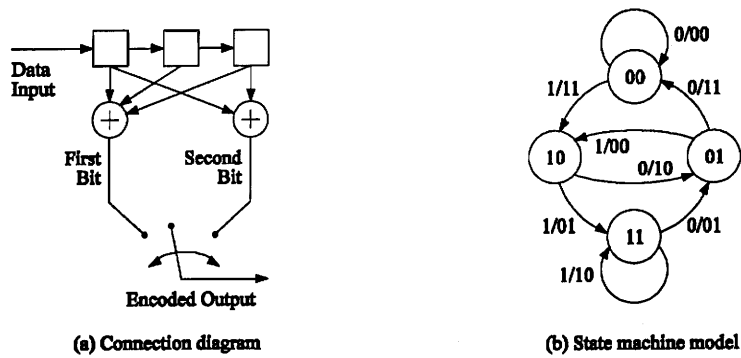 Data
Input
+
+
First
Bit
Second
Bit
Encoded Output
(a) Connection diagram
0/00
00
1/11
0/11
10
1/00
01
0/10
1/01
11
0/01
1/10
(b) State machine model